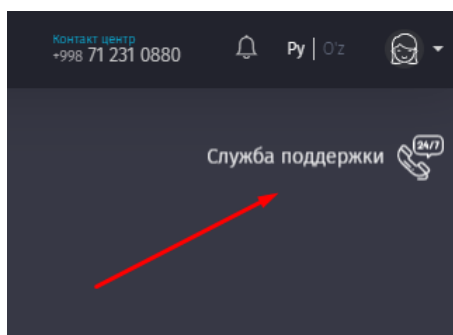 Контакт центр
+998 71 231 0880
Ру | O'z
24/7
Служба поддержки